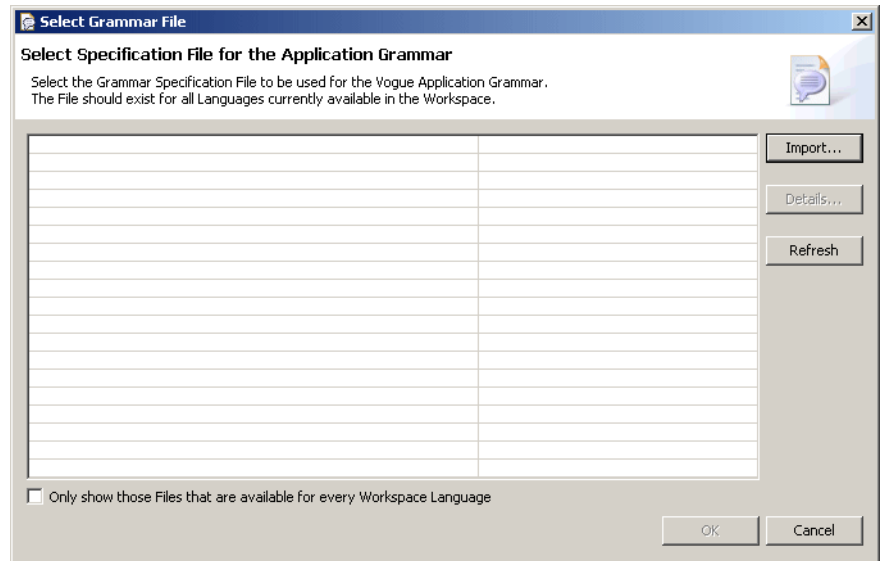 Select Grammar File
Select Specification File for the Application Grammar
Select the Grammar Specification File to be used for the Vogue Application Grammar.
The File should exist for all Languages currently available in the Workspace.
Import...
Details...
Refresh
Only show those Files that are available for every Workspace Language
OK
Cancel